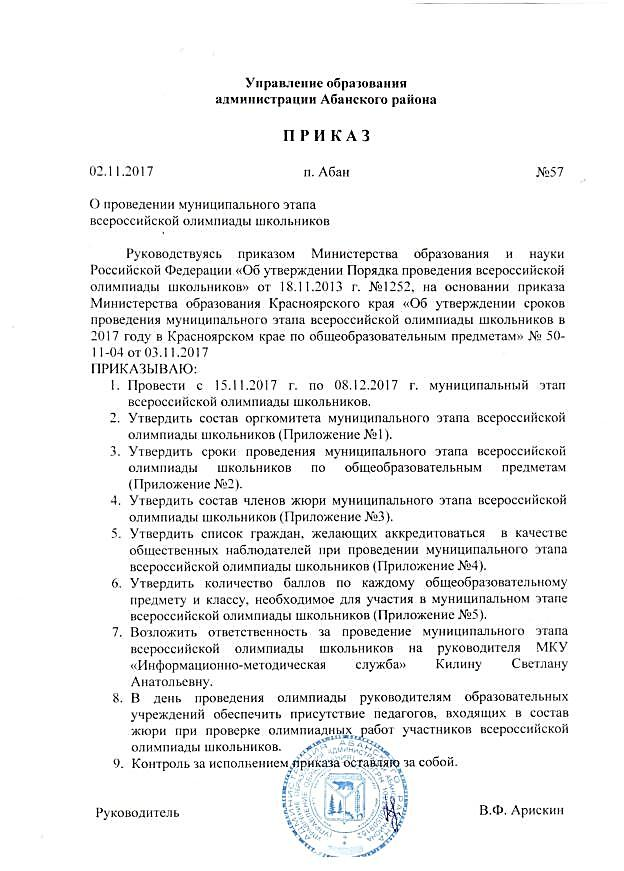 Управление образования
администрации Абанского района
П Р И К А З
02.11.2017 п. Абан №57
О проведении муниципального этапа
всероссийской олимпиады школьников
Руководствуясь приказом Министерства образования и науки
Российской Федерации «Об утверждении Порядка проведения всероссийской
олимпиады школьников» от 18.11.2013 г. №1252, на основании приказа
Министерства образования Красноярского края «Об утверждении сроков
проведения муниципального этапа всероссийской олимпиады школьников в
2017 году в Красноярском крае по общеобразовательным предметам» № 50-
11-04 от 03.11.2017
ПРИКАЗЫВАЮ:
1. Провести с 15.11.2017 г. по 08.12.2017 г. муниципальный этап
всероссийской олимпиады школьников.
2. Утвердить состав оргкомитета муниципального этапа всероссийской
олимпиады школьников (Приложение №1).
3. Утвердить сроки проведения муниципального этапа всероссийской
олимпиады школьников по общеобразовательным предметам
(Приложение №2).
4. Утвердить состав членов жюри муниципального этапа всероссийской
олимпиады школьников (Приложение №3).
5. Утвердить список граждан, желающих аккредитоваться в качестве
общественных наблюдателей при проведении муниципального этапа
всероссийской олимпиады школьников (Приложение №4).
6. Утвердить количество баллов по каждому общеобразовательному
предмету и классу, необходимое для участия в муниципальном этапе
всероссийской олимпиады школьников (Приложение №5).
7. Возложить ответственность за проведение муниципального этапа
всероссийской олимпиады школьников на руководителя МКУ
«Информационно-методическая служба» Килину Светлану
Анатольевну.
8. В день проведения олимпиады руководителям образовательных
учреждений обеспечить присутствие педагогов, входящих в состав
жюри при проверке олимпиадных работ участников всероссийской
олимпиады школьников.
9. Контроль за исполнением приказа оставляю за собой.
Руководитель В.Ф. Арискин